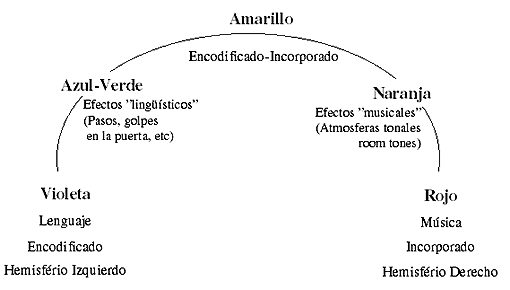 Amarillo
Encodificado-Incorporado
Azul-Verde
Efectos "lingüísticos"
(Pasos, golpes
en la puerta, etc)
Naranja
Efectos "musicales"
(Atmosferas tonales
room tones)
Violeta
Lenguaje
Encodificado
Hemisfério Izquierdo
Rojo
Música
Incorporado
Hemisfério Derecho